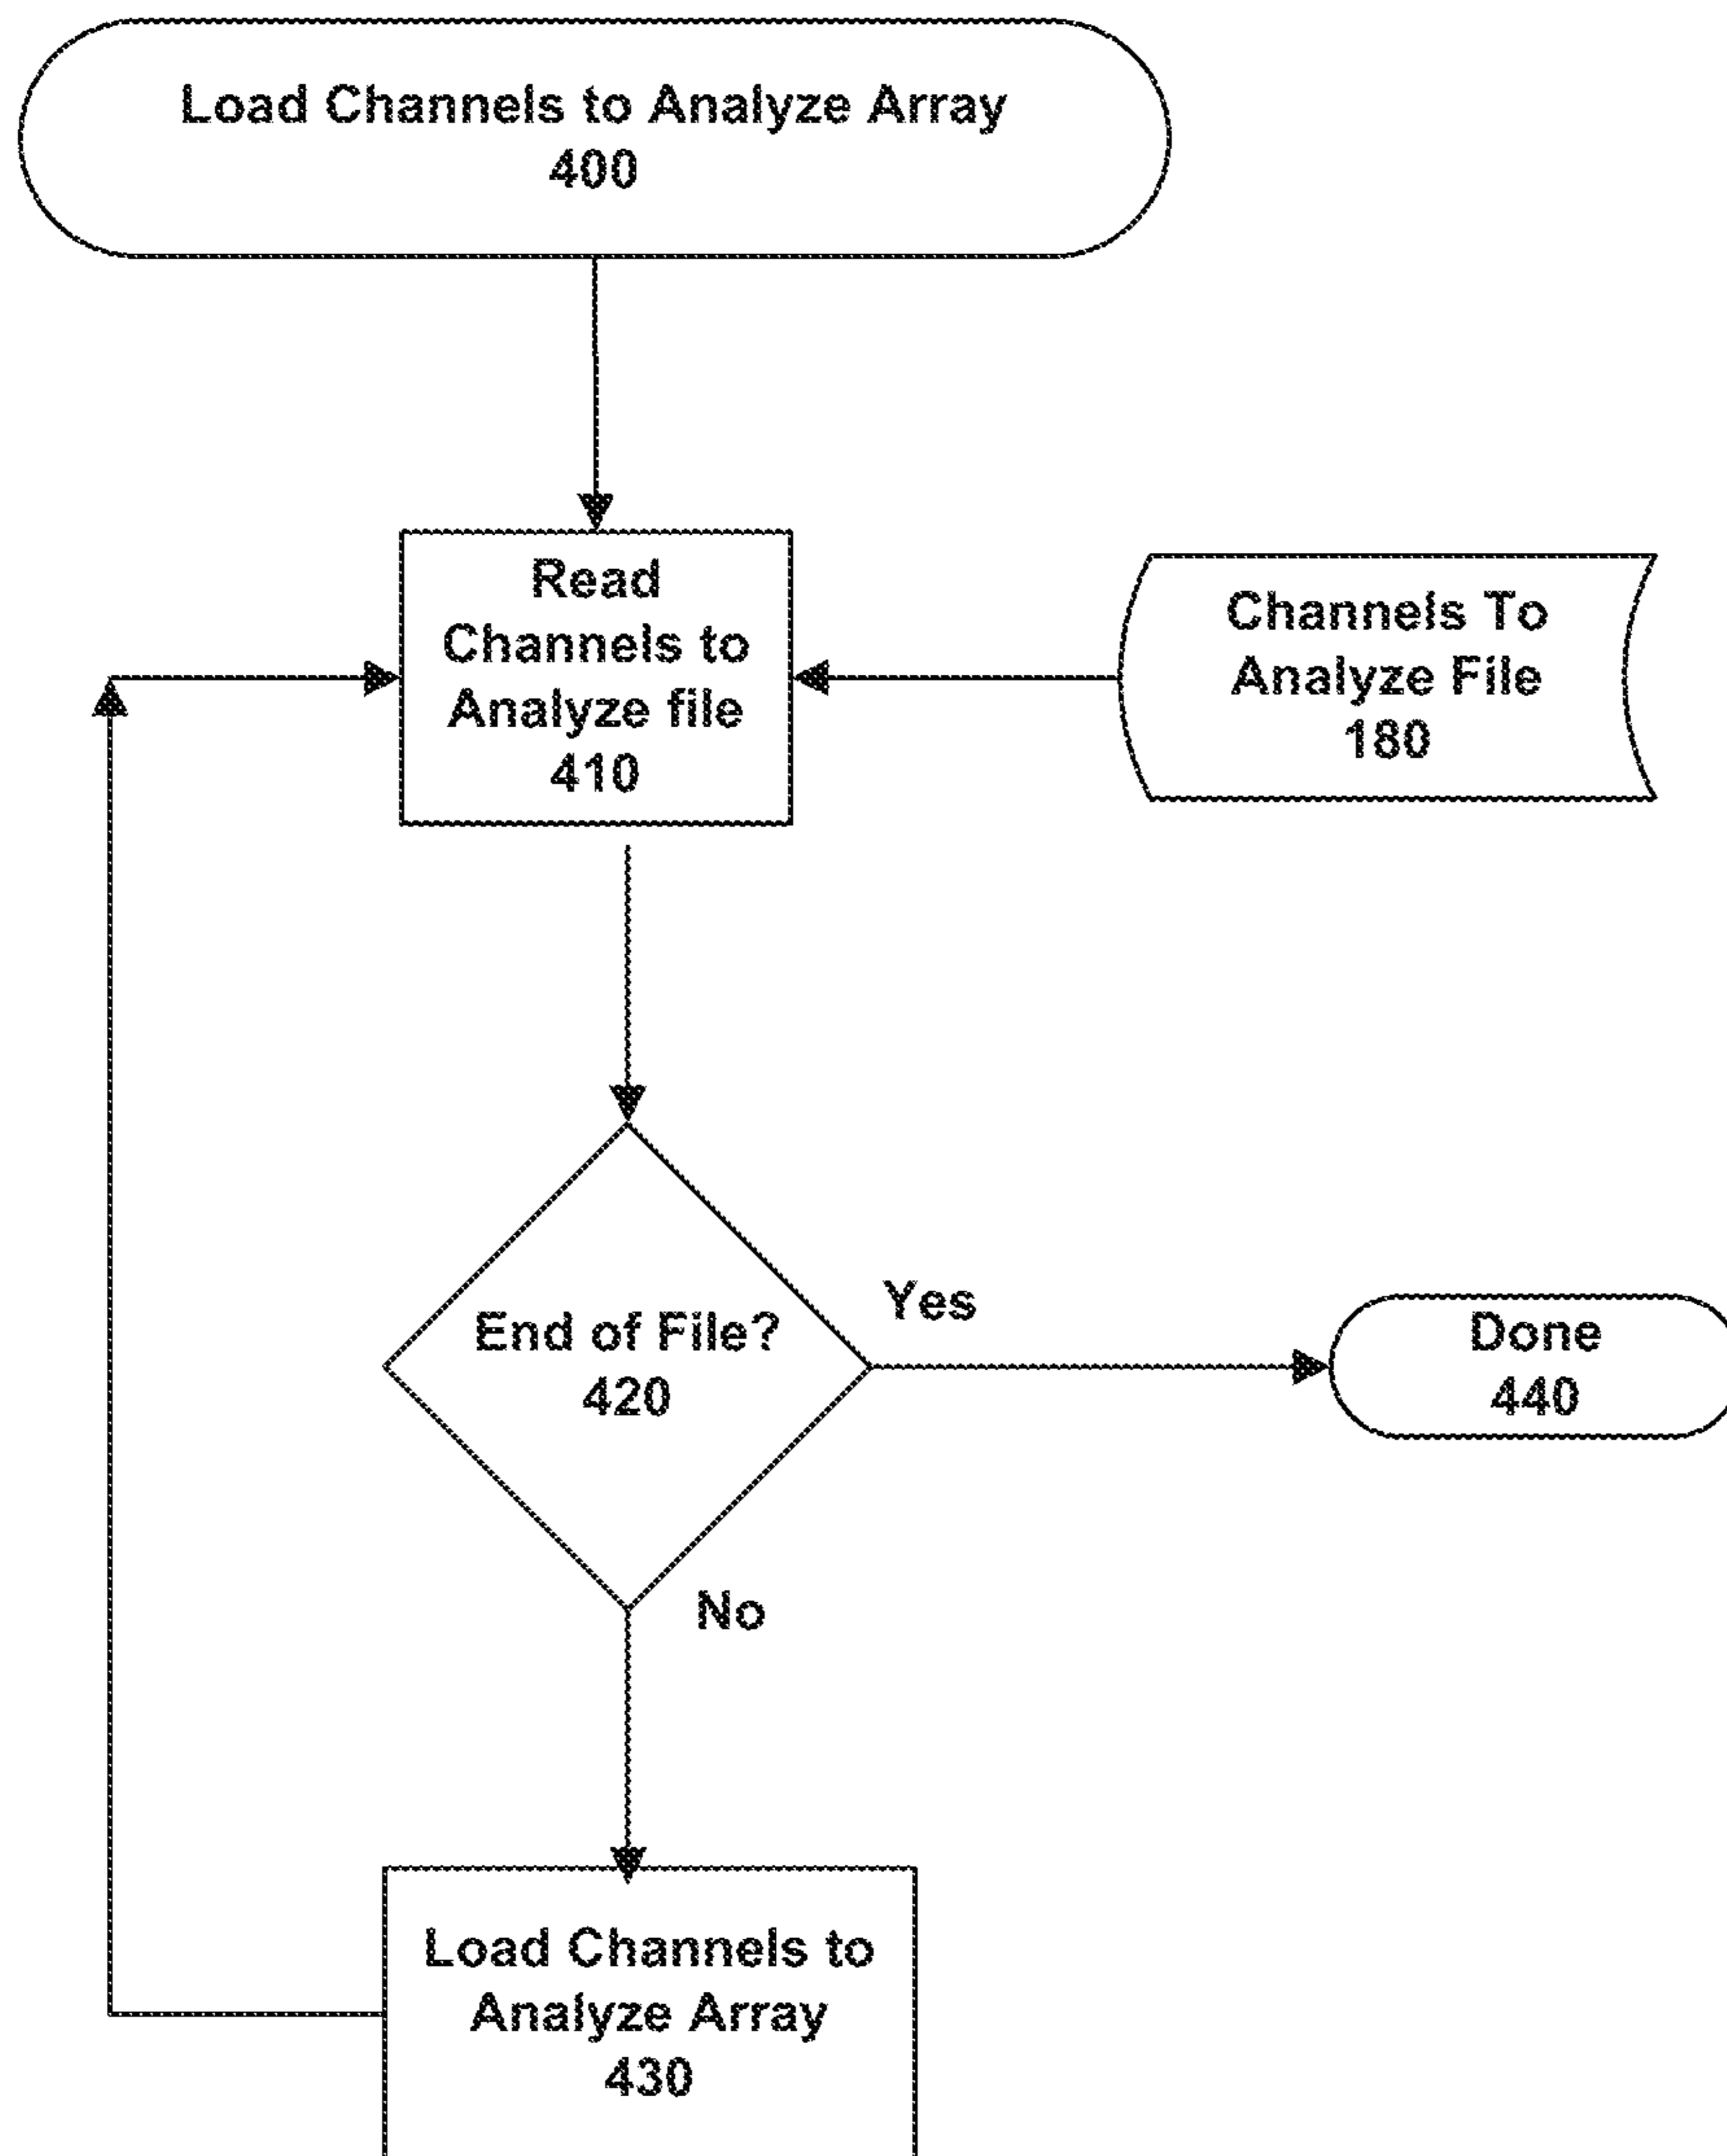 Load Channels to Analyze Array
400
Read
Channels to
Analyze file
410
Channels To
Analyze File
180
End of File?
420
Yes
Done
440
No
Load Channels to
Analyze Array
430